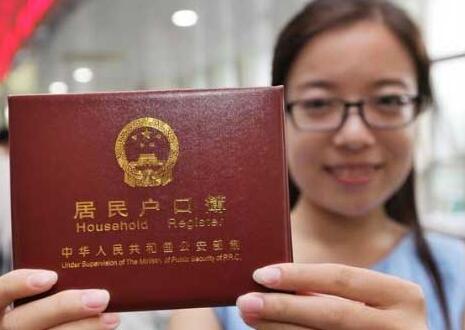 居民户口簿
Household Register
中华人民共和国公安部制
Under Supervision of The Ministry of Public Security of P.R.C.